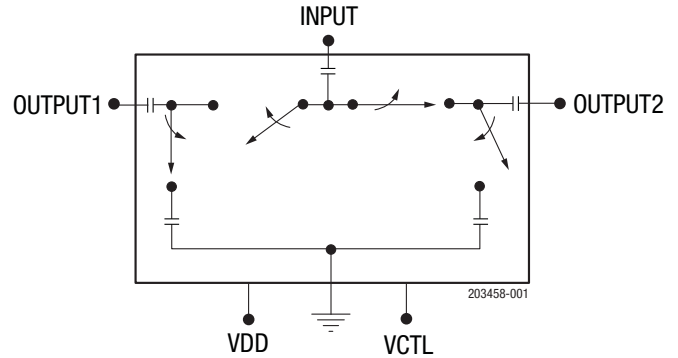 INPUT
OUTPUT1
OUTPUT2
203458-001
VDD
VCTL